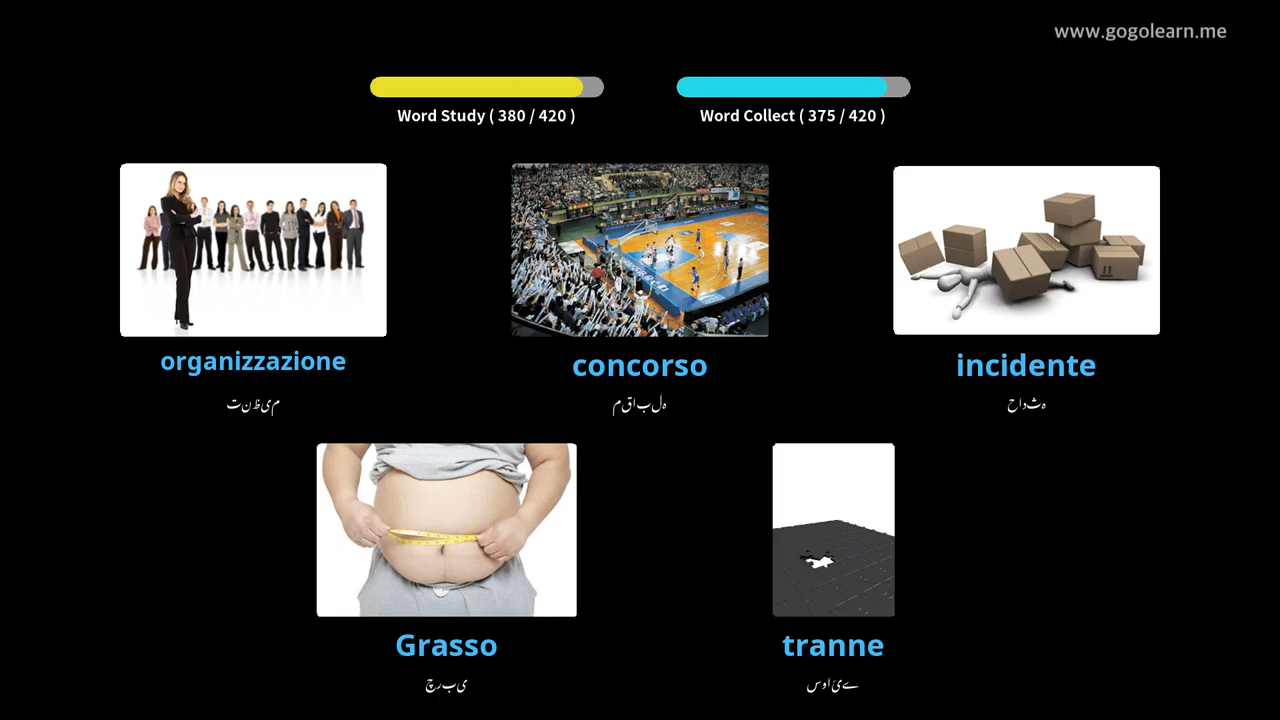 www.gogolearn.me
Word Study ( 380 / 420 )
Word Collect ( 375 / 420 )
organizzazione
concorso
incidente
تنظیم
مقابلہ
حادثہ
Grasso
tranne
چربی
سوائے